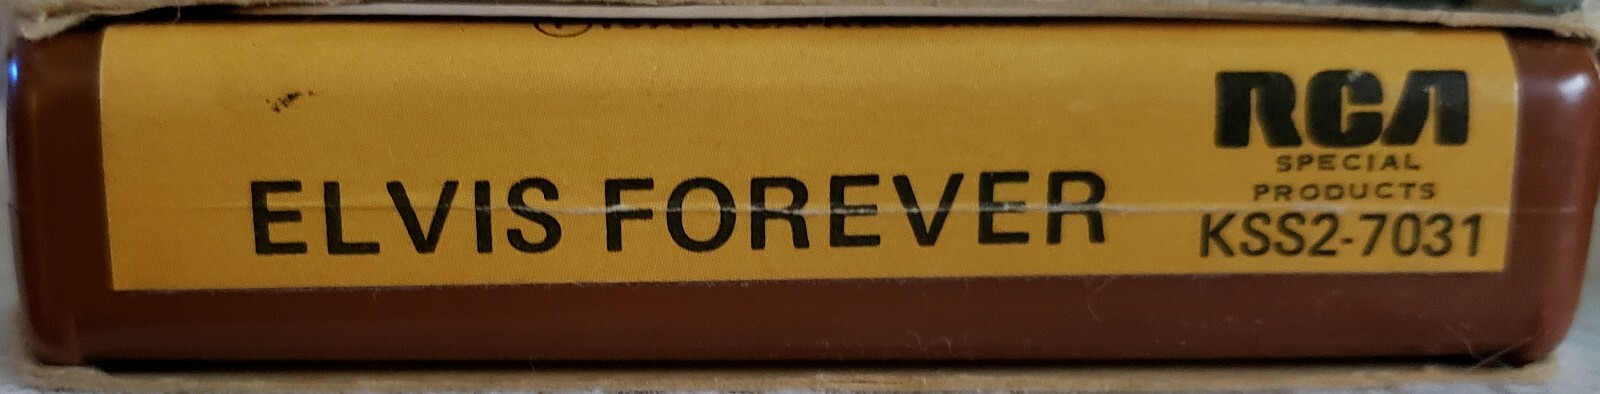 RCA
SPECIAL
PRODUCTS
ELVIS FOREVER
KSS2-7031